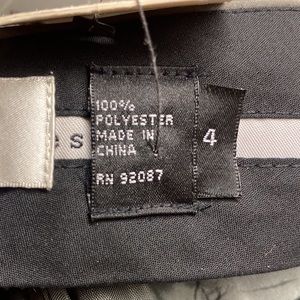 100%
POLYESTER
MADE IN
CHINA
RN 92087
4
e s